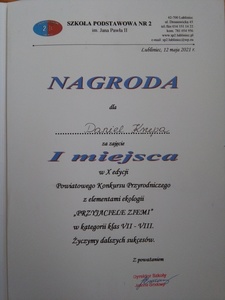 SZKOŁA PODSTAWOWA NR 2
im. Jana Pawła II
Lubliniec, 12 maja 2021 r.
NAGRODA
dla
Daniel
za zajęcie
I miejsca
w X edycji
Powiatowego Konkursu Przyrodniczego
z elementami ekologii
„PRZYJACIELE ZIEMI”
w kategorii klas VII - VIII.
Życzymy dalszych sukcesów.
Z poważaniem